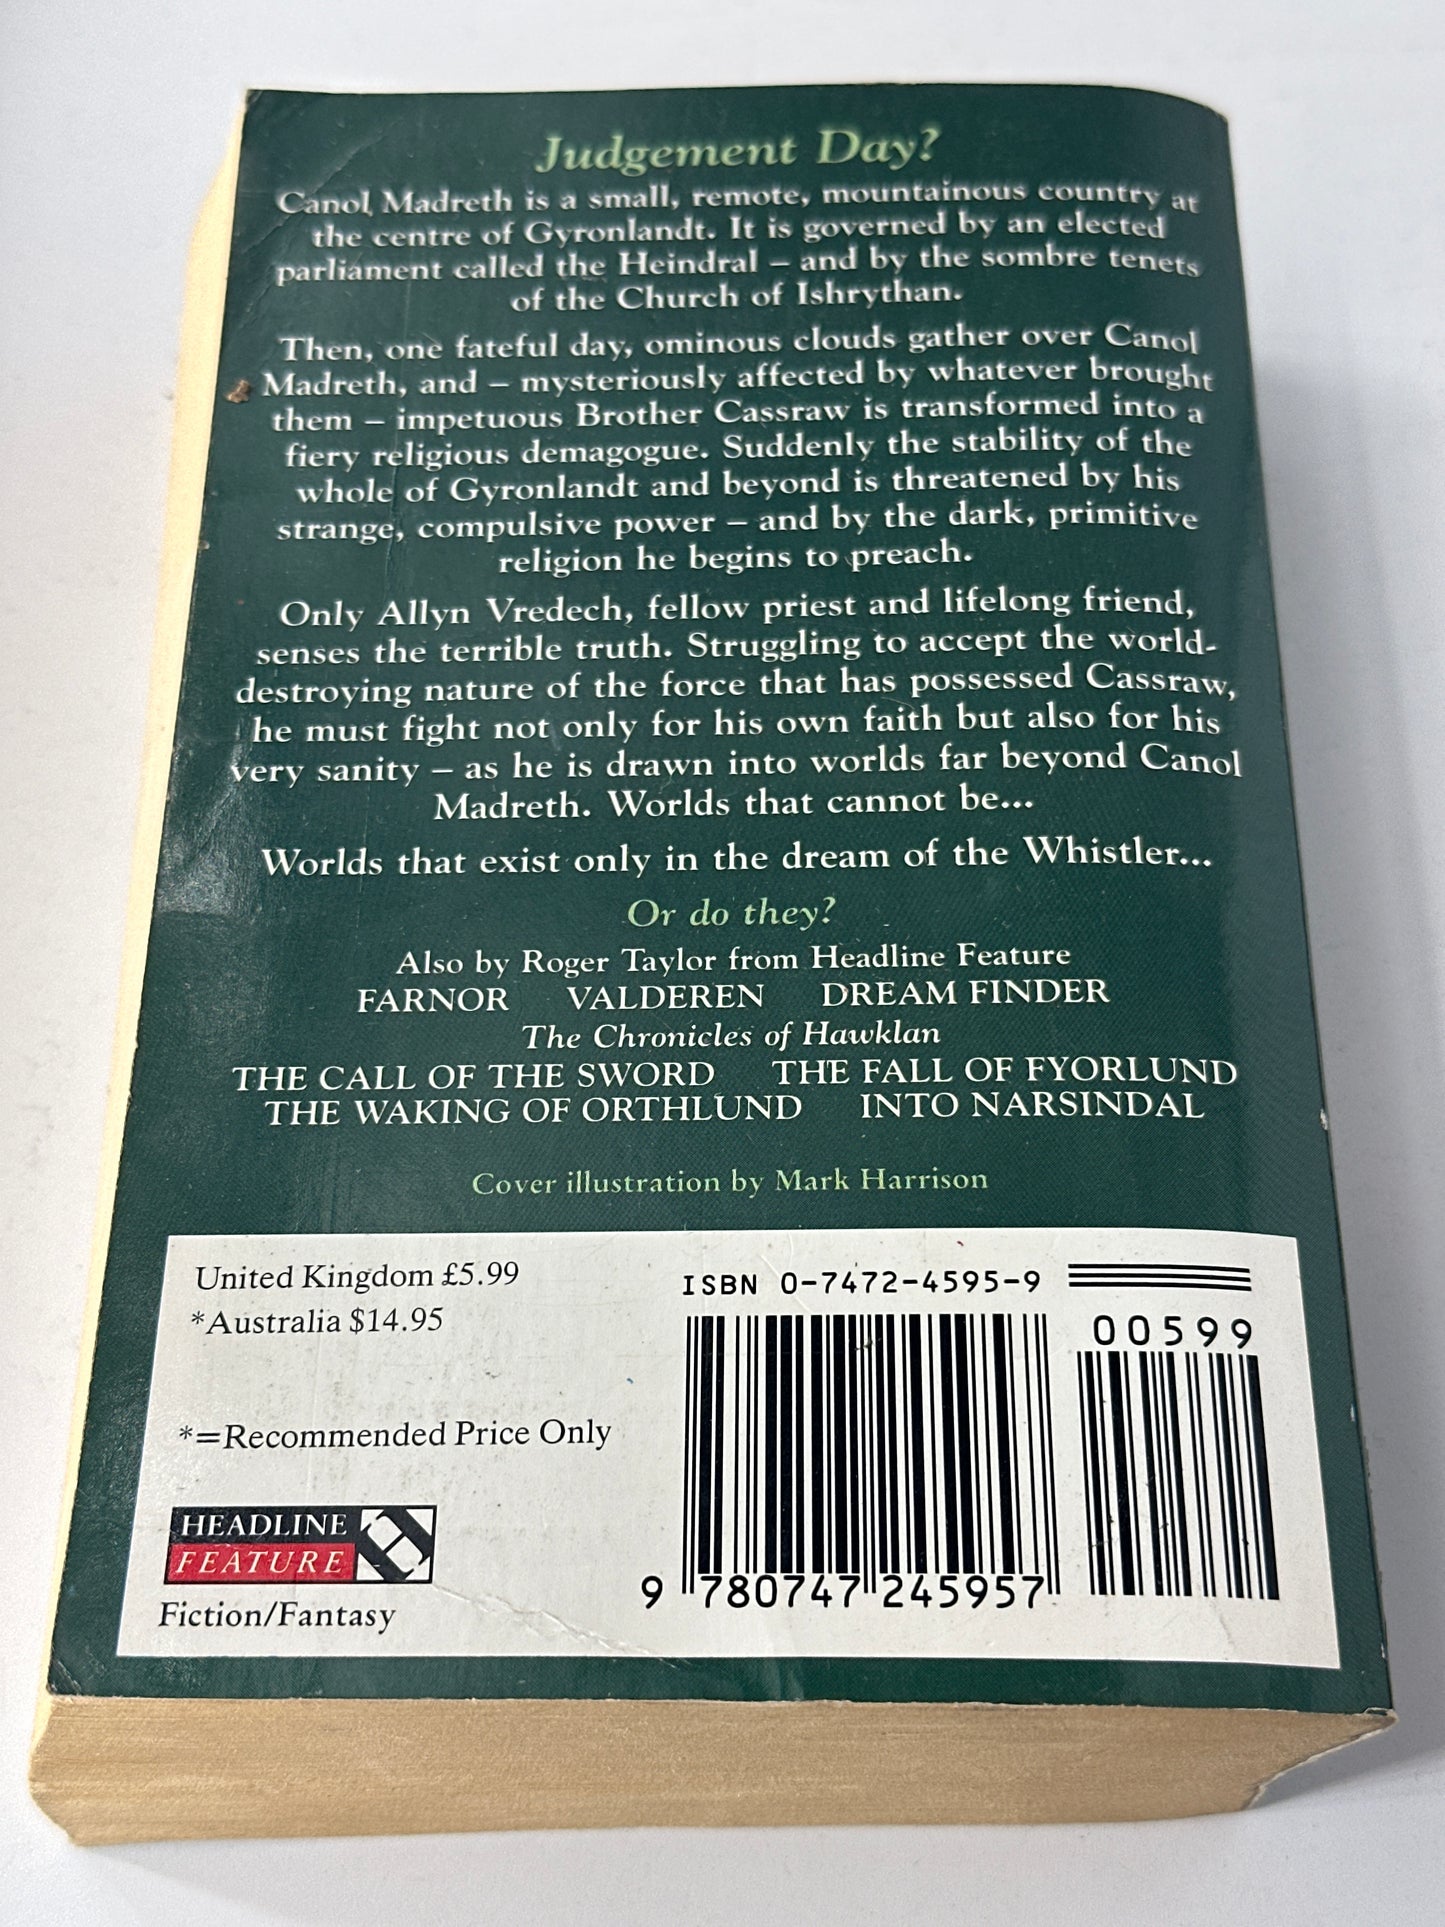 Judgement Day?
Canol Madreth is a small, remote, mountainous country at
the centre of Gyronlandt. It is governed by an elected
parliament called the Heindral – and by the sombre tenets
of the Church of Ishrythan.
Then, one fateful day, ominous clouds gather over Canol
Madreth, and – mysteriously affected by whatever brought
them – impetuous Brother Cassraw is transformed into a
fiery religious demagogue. Suddenly the stability of the
whole of Gyronlandt and beyond is threatened by his
strange, compulsive power – and by the dark, primitive
religion he begins to preach.
Only Allyn Vredech, fellow priest and lifelong friend,
senses the terrible truth. Struggling to accept the world-
destroying nature of the force that has possessed Cassraw,
he must fight not only for his own faith but also for his
very sanity – as he is drawn into worlds far beyond Canol
Madreth. Worlds that cannot be...
Worlds that exist only in the dream of the Whistler...
Or do they?
Also by Roger Taylor from Headline Feature
FARNOR VALDEREN DREAM FINDER
The Chronicles of Hawklan
THE CALL OF THE SWORD THE FALL OF FYORLUND
THE WAKING OF ORTHLUND INTO NARSINDAL
Cover illustration by Mark Harrison
United Kingdom £5.99
*Australia $14.95
*=Recommended Price Only
HEADLINE
FEATURE
Fiction/Fantasy
ISBN 0-7472-4595-9
00599
9 780747 245957